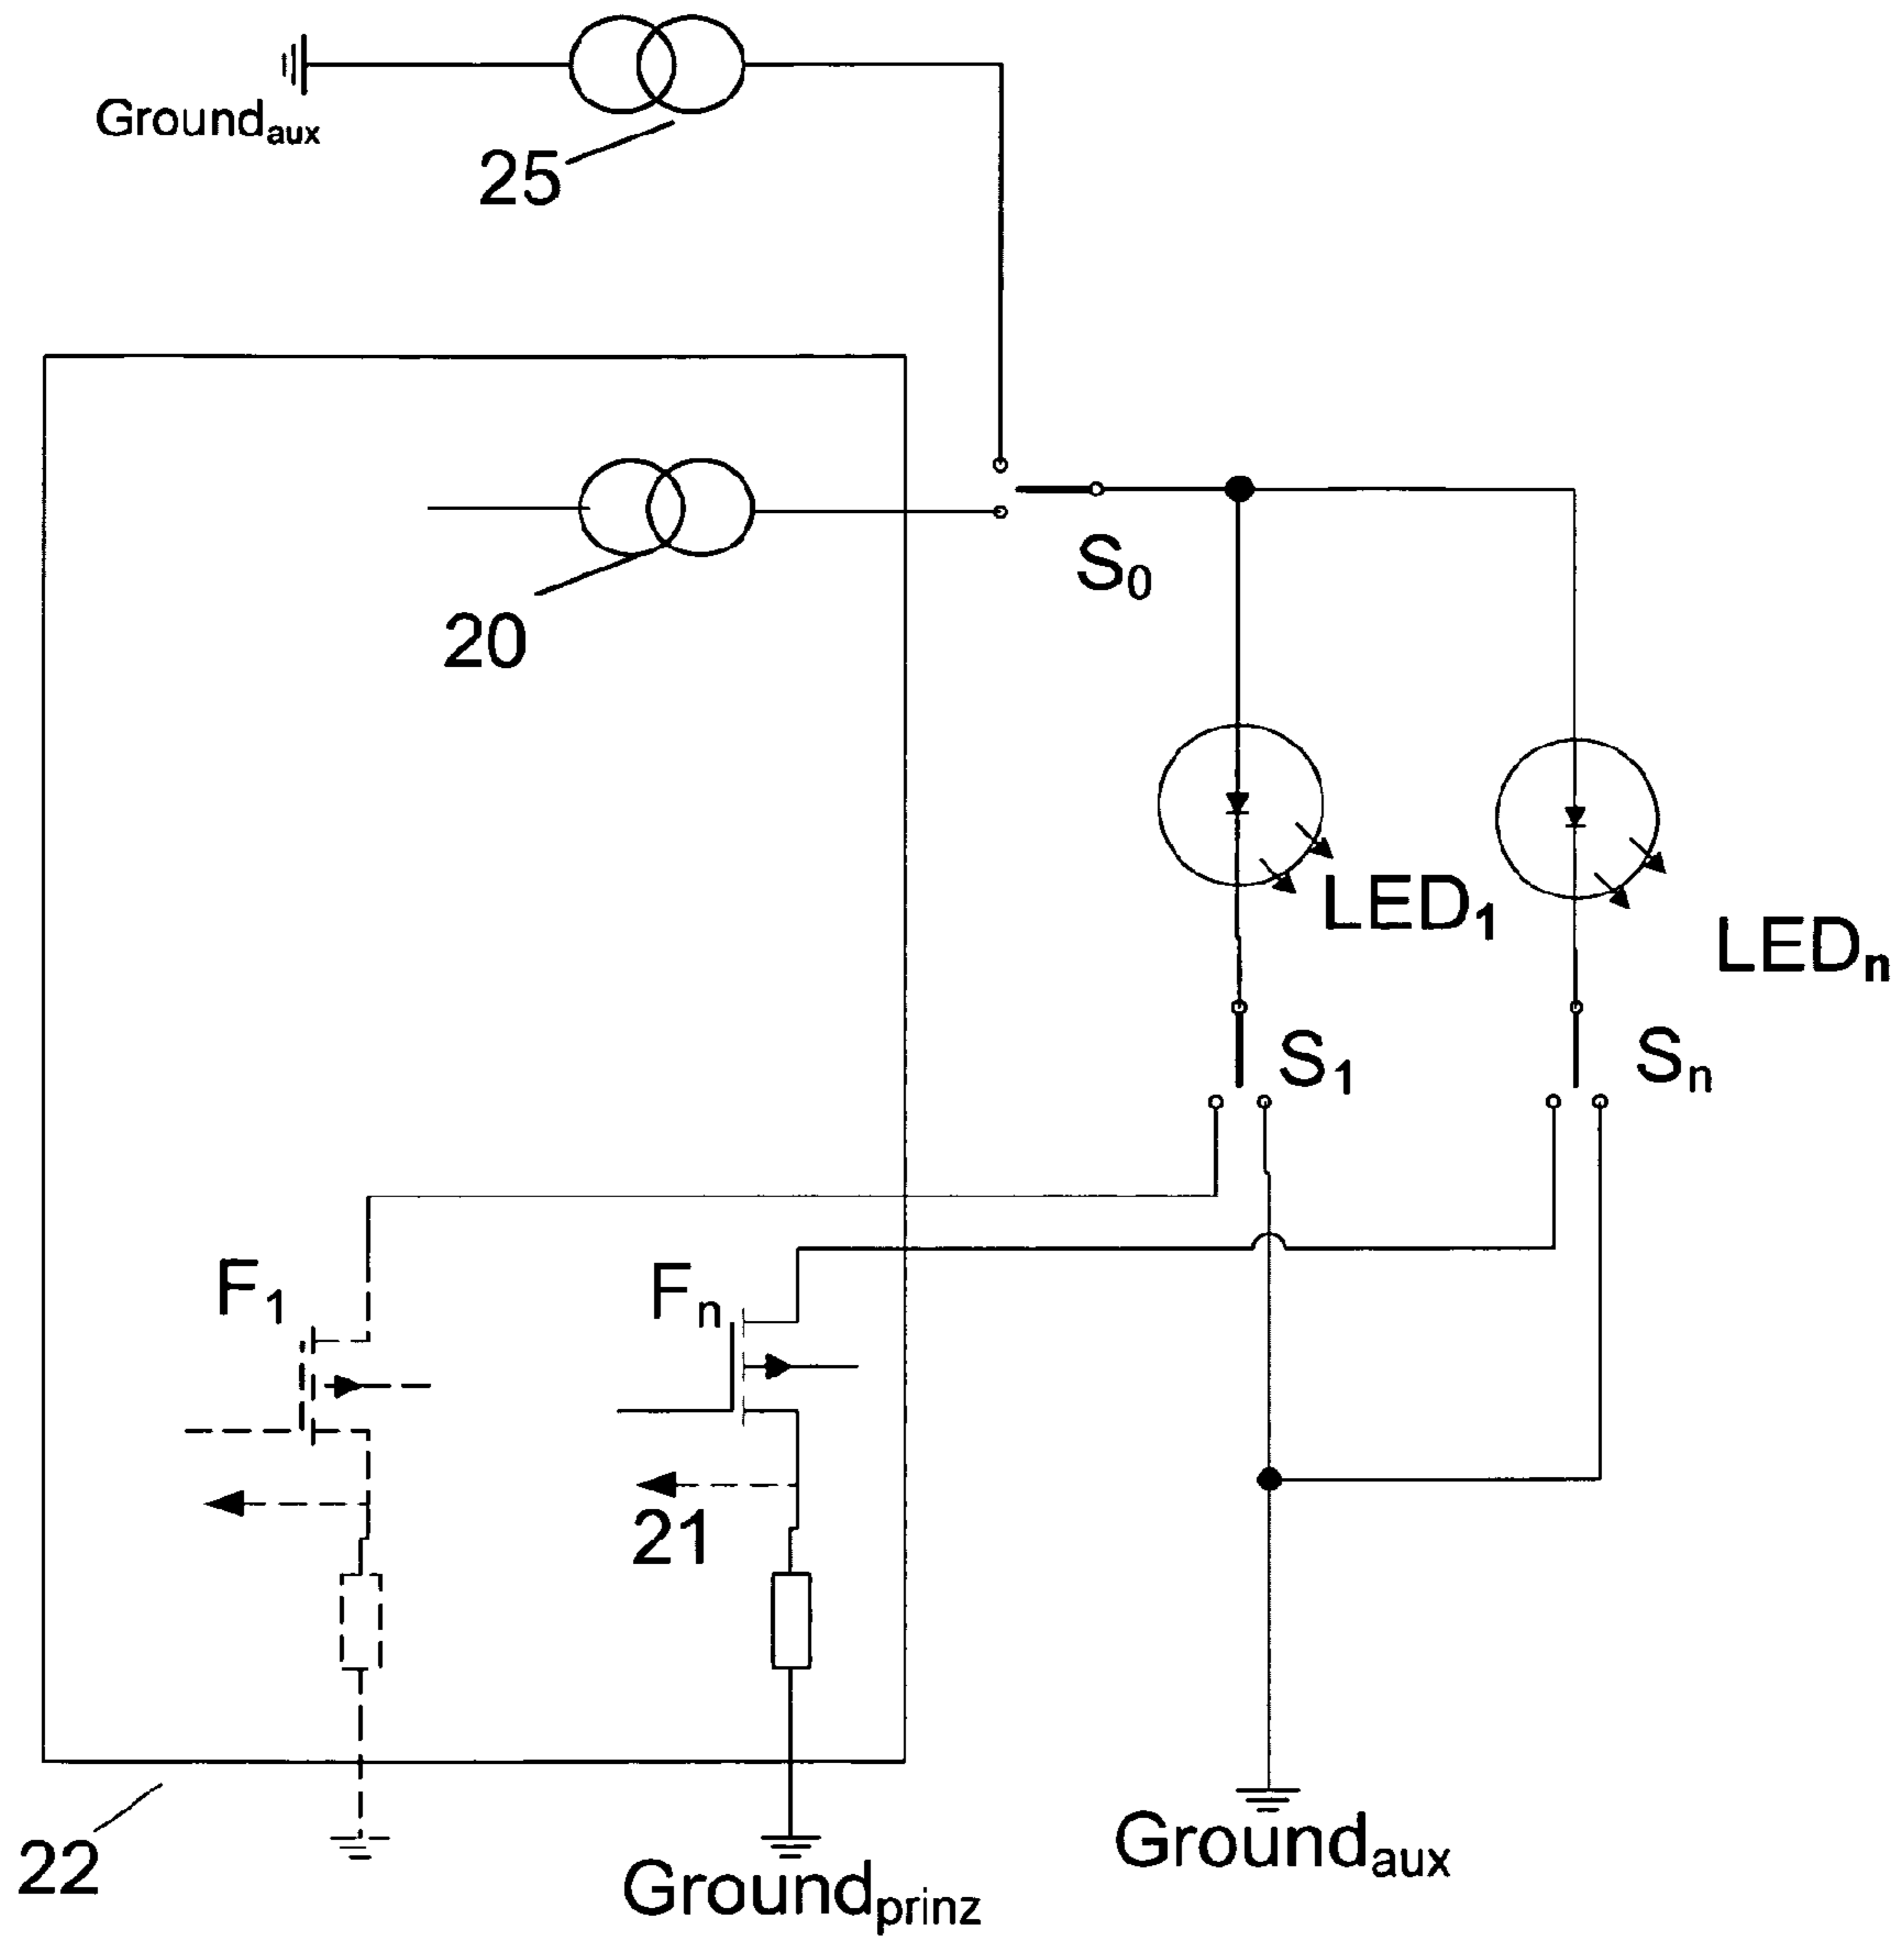 Ground_aux
25
20
S_0
LED_1
LED_n
S_1
S_n
F_1
F_n
21
22
Ground_prinz
Ground_aux